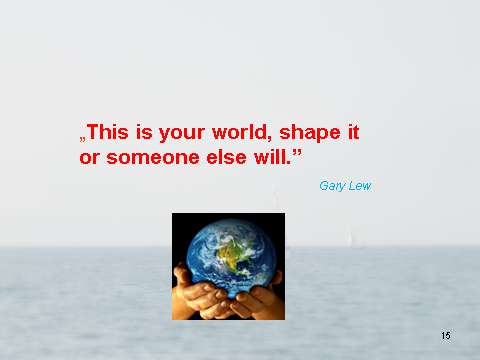 „This is your world, shape it
or someone else will.”
Gary Lew
15